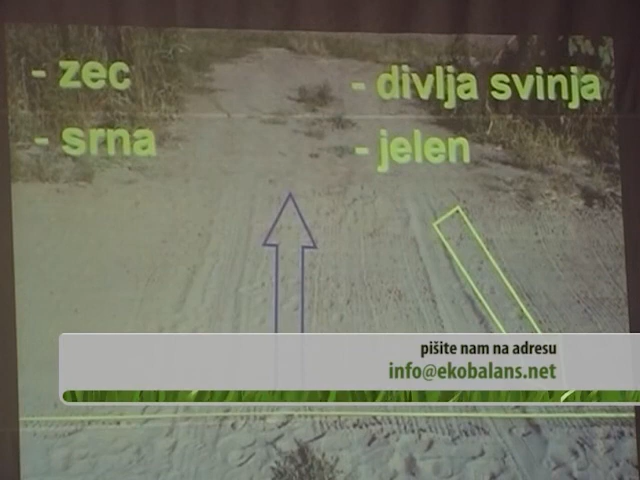 - zec
- srna
- divlja svinja
- jelen
pišite nam na adresu
info@ekobalans.net